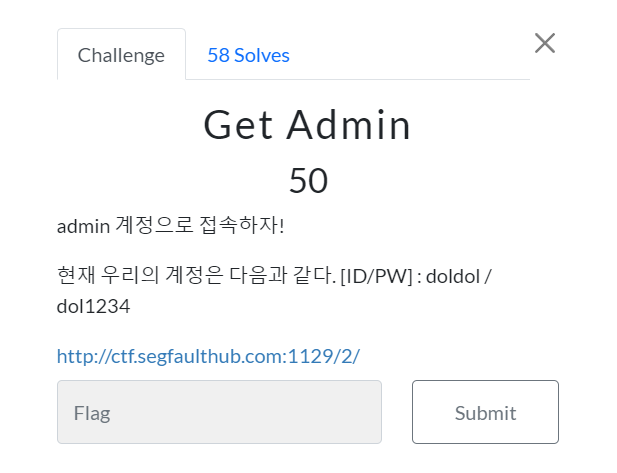 Challenge
58 Solves
Get Admin
50
admin 계정으로 접속하자!
현재 우리의 계정은 다음과 같다. [ID/PW] : doldol /
dol1234
http://ctf.segfaulthub.com:1129/2/
Flag
Submit